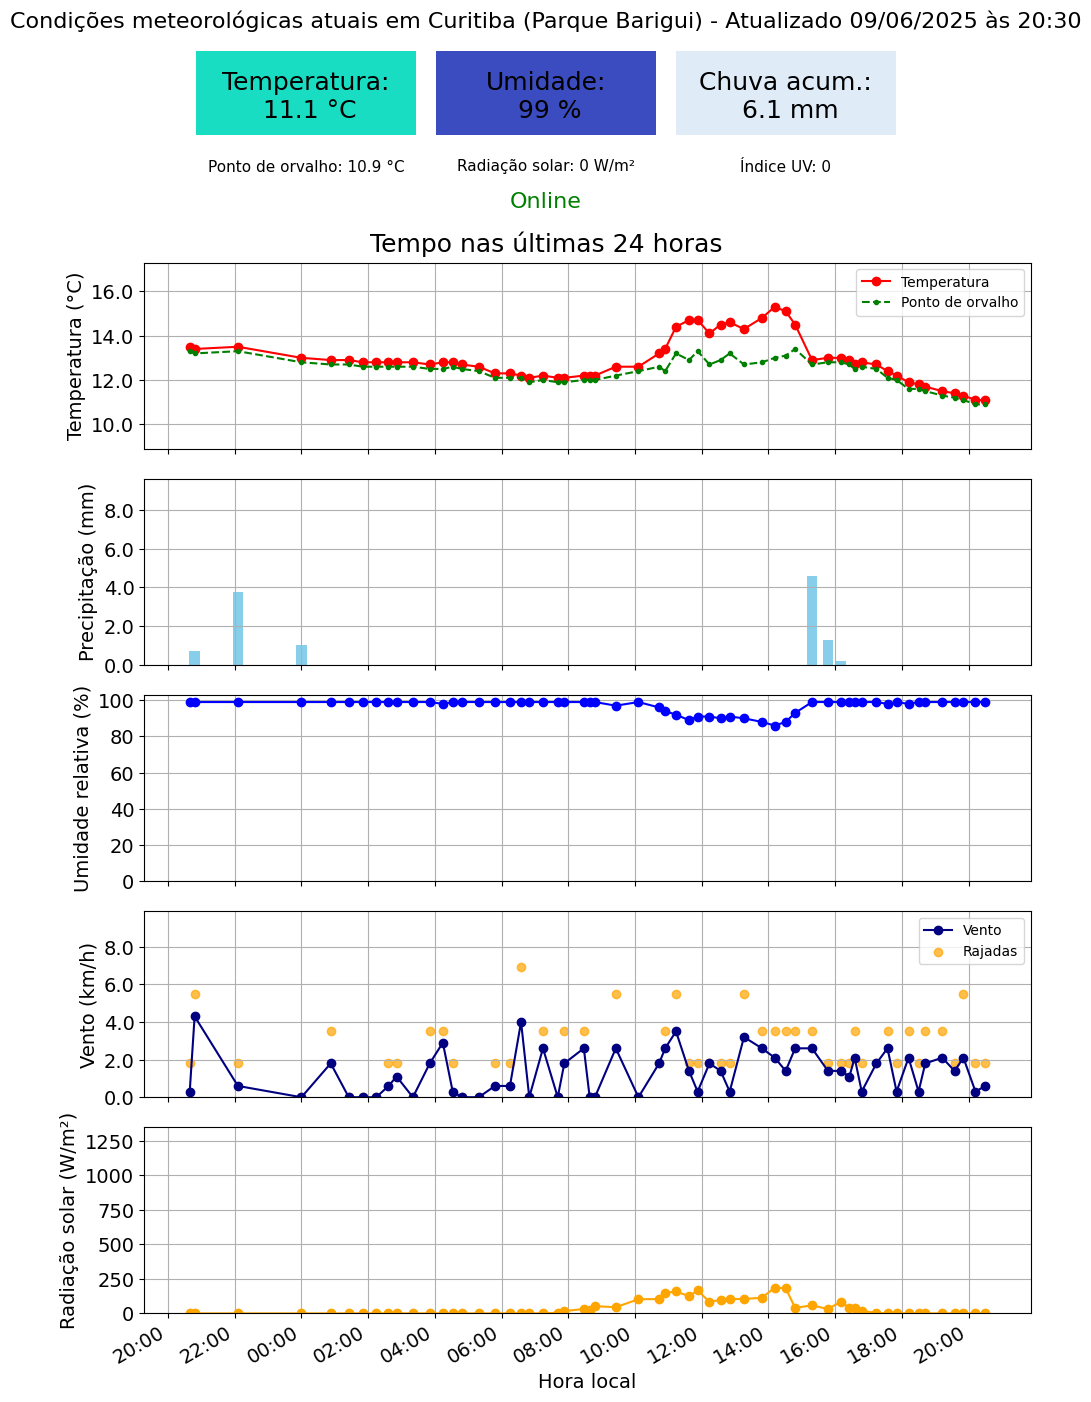 Condições meteorológicas atuais em Curitiba (Parque Barigui) - Atualizado 09/06/2025 às 20:30
Temperatura:
11.1 °C
Umidade:
99 %
Chuva acum.:
6.1 mm
Ponto de orvalho: 10.9 °C
Radiação solar: 0 W/m²
Índice UV: 0
Online
Tempo nas últimas 24 horas
Temperatura (°C)
16.0
14.0
12.0
10.0
Temperatura
Ponto de orvalho
Precipitação (mm)
8.0
6.0
4.0
2.0
0.0
Umidade relativa (%)
100
80
60
40
20
0
Vento (km/h)
8.0
6.0
4.0
2.0
0.0
Vento
Rajadas
Radiação solar (W/m²)
1250
1000
750
500
250
0
20:00 22:00 00:00 02:00 04:00 06:00 08:00 10:00 12:00 14:00 16:00 18:00 20:00
Hora local